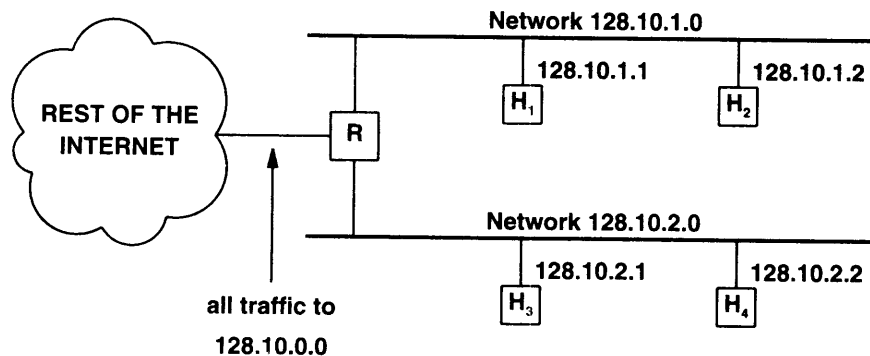 Network 128.10.1.0
128.10.1.1
128.10.1.2
H₁
H₂
REST OF THE
INTERNET
R
Network 128.10.2.0
128.10.2.1
128.10.2.2
H₃
H₄
all traffic to
128.10.0.0